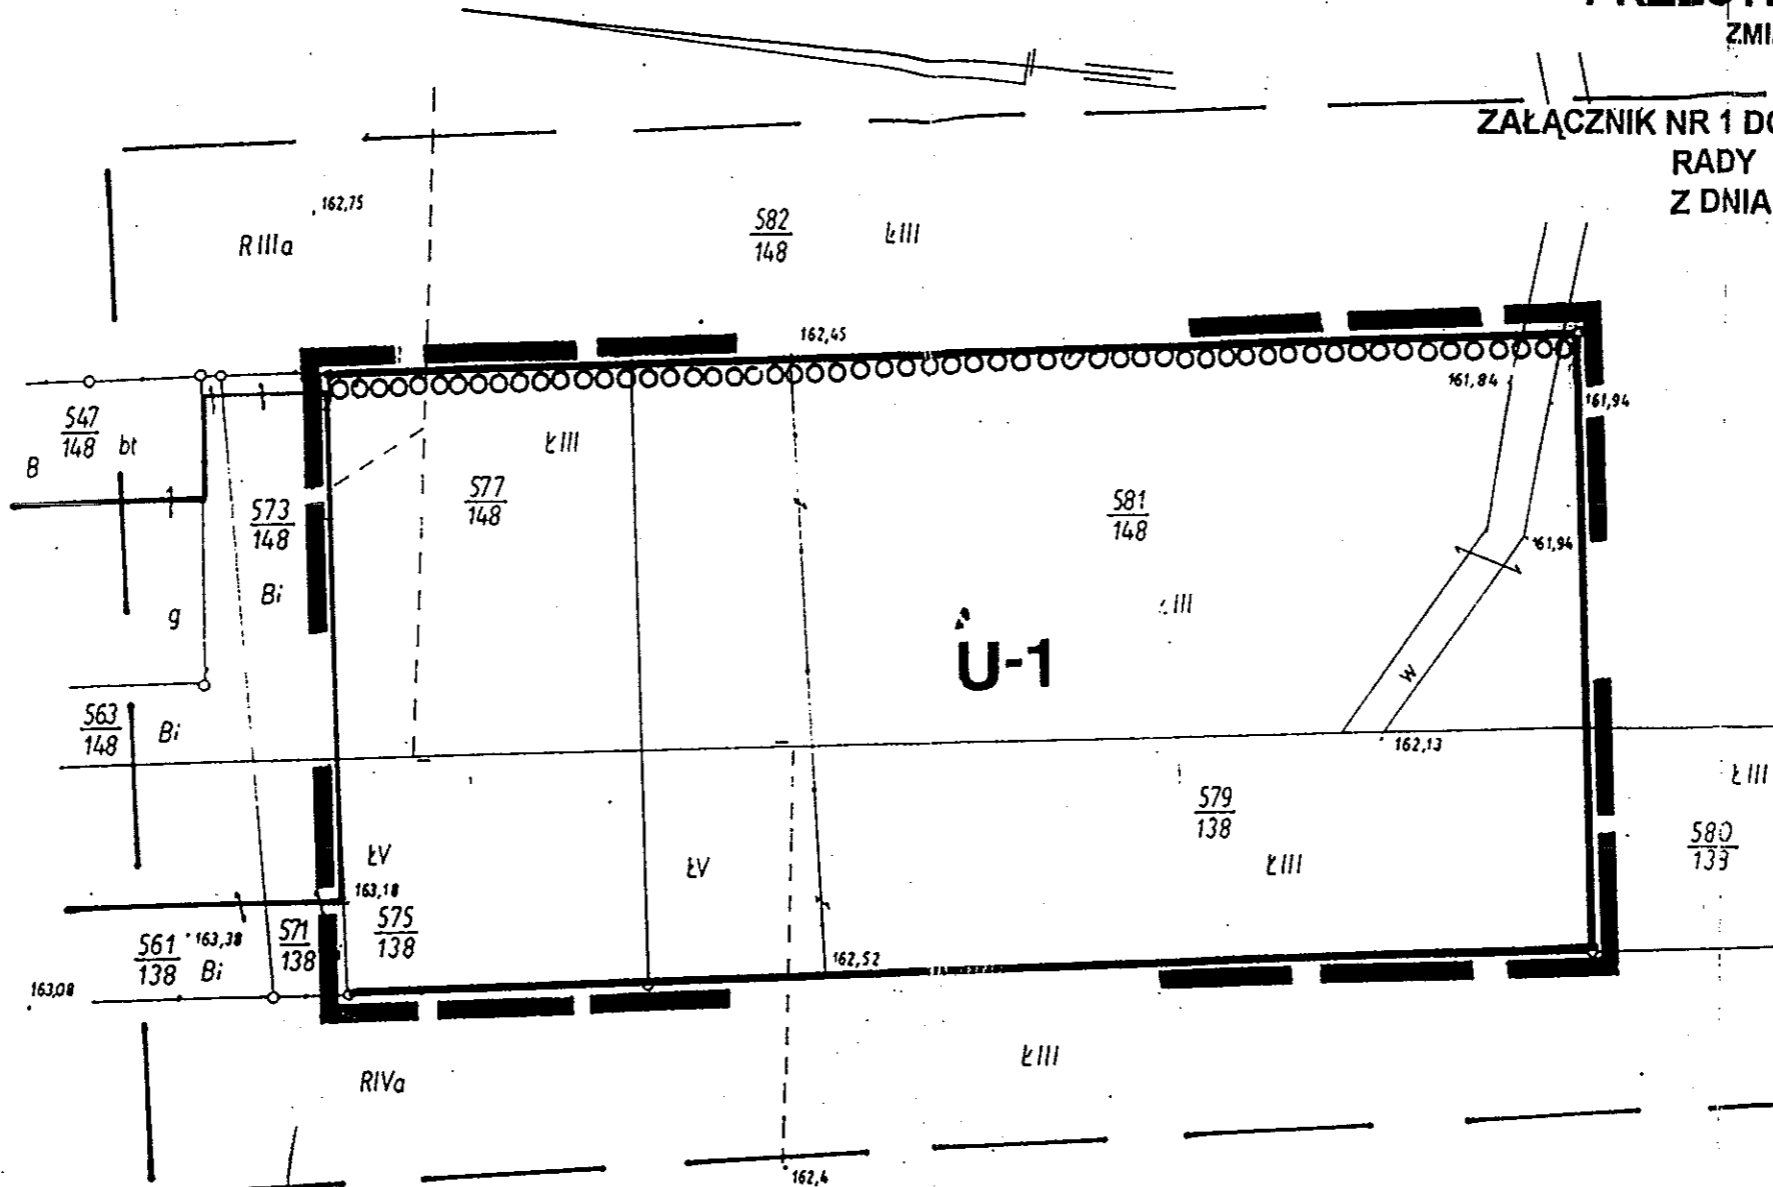 ZMI
ZAŁĄCZNIK NR 1 DO
RADY
Z DNIA
162,75
RIIIa
582
148
ŁIII
162,45
161,84
161,94
547
148
bt
B
ŁIII
577
148
573
148
581
148
161,94
Bi
g
ŁIII
U-1
W
563
148
Bi
162,13
ŁIII
579
138
580
138
ŁV
ŁV
ŁIII
163,18
575
138
571
138
561
138
163,38
Bi
162,52
163,08
RIVa
ŁIII
162,4